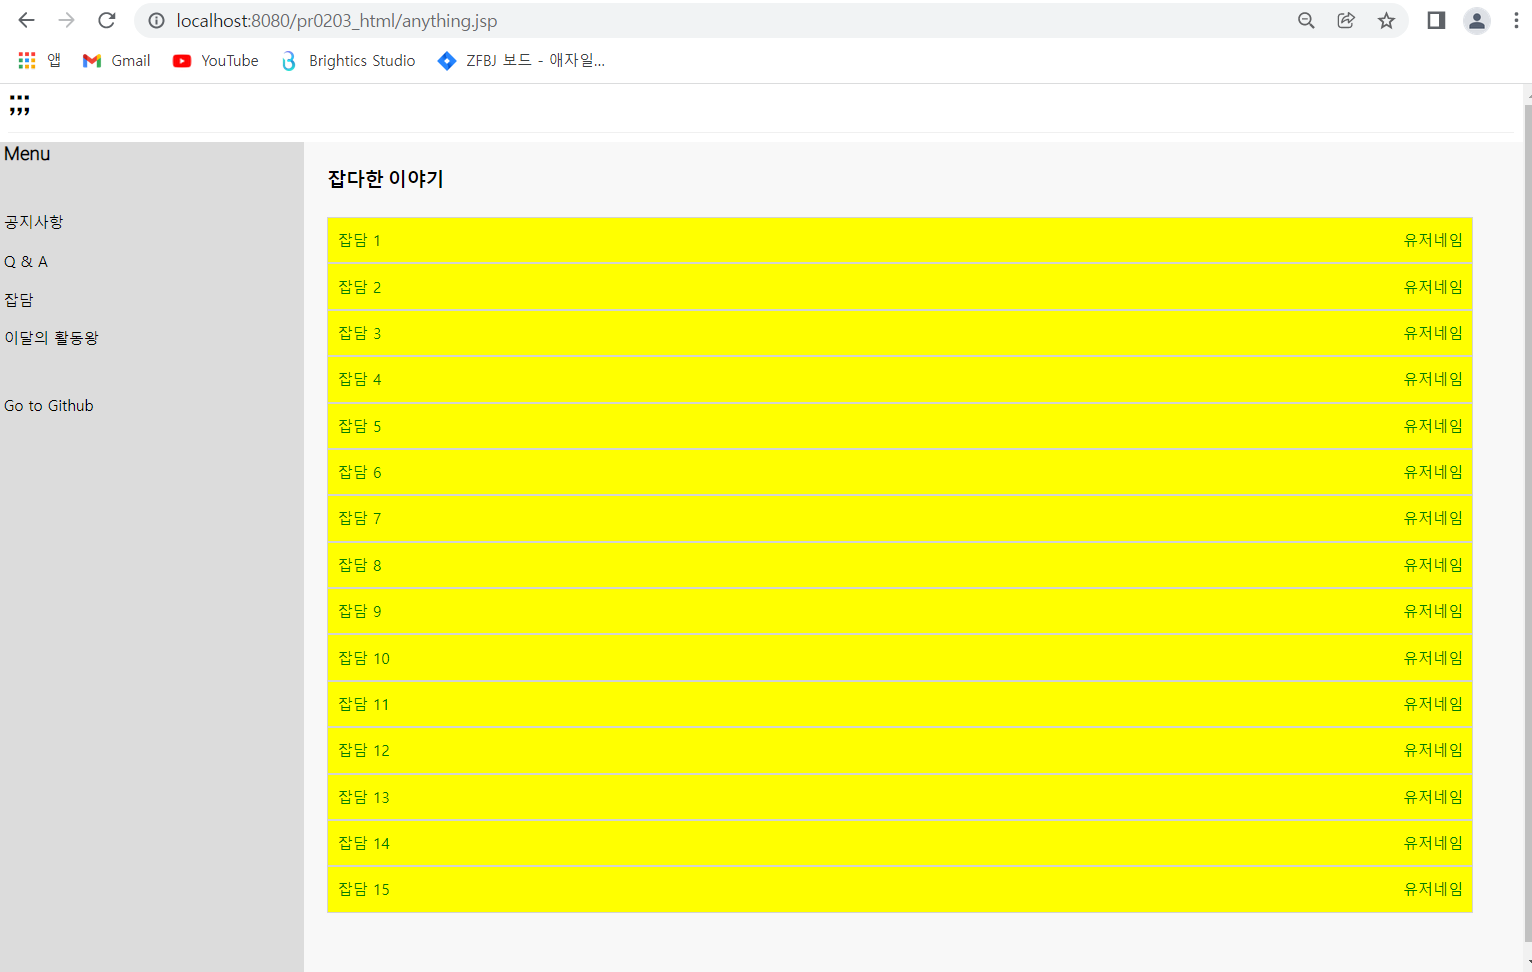 localhost:8080/pr0203_html/anything.jsp
앱 Gmail YouTube Brightics Studio ZFBJ 보드 - 애자일...
;;;
Menu
공지사항
Q & A
잡담
이달의 활동왕
Go to Github
잡다한 이야기
잡담 1 유저네임
잡담 2 유저네임
잡담 3 유저네임
잡담 4 유저네임
잡담 5 유저네임
잡담 6 유저네임
잡담 7 유저네임
잡담 8 유저네임
잡담 9 유저네임
잡담 10 유저네임
잡담 11 유저네임
잡담 12 유저네임
잡담 13 유저네임
잡담 14 유저네임
잡담 15 유저네임